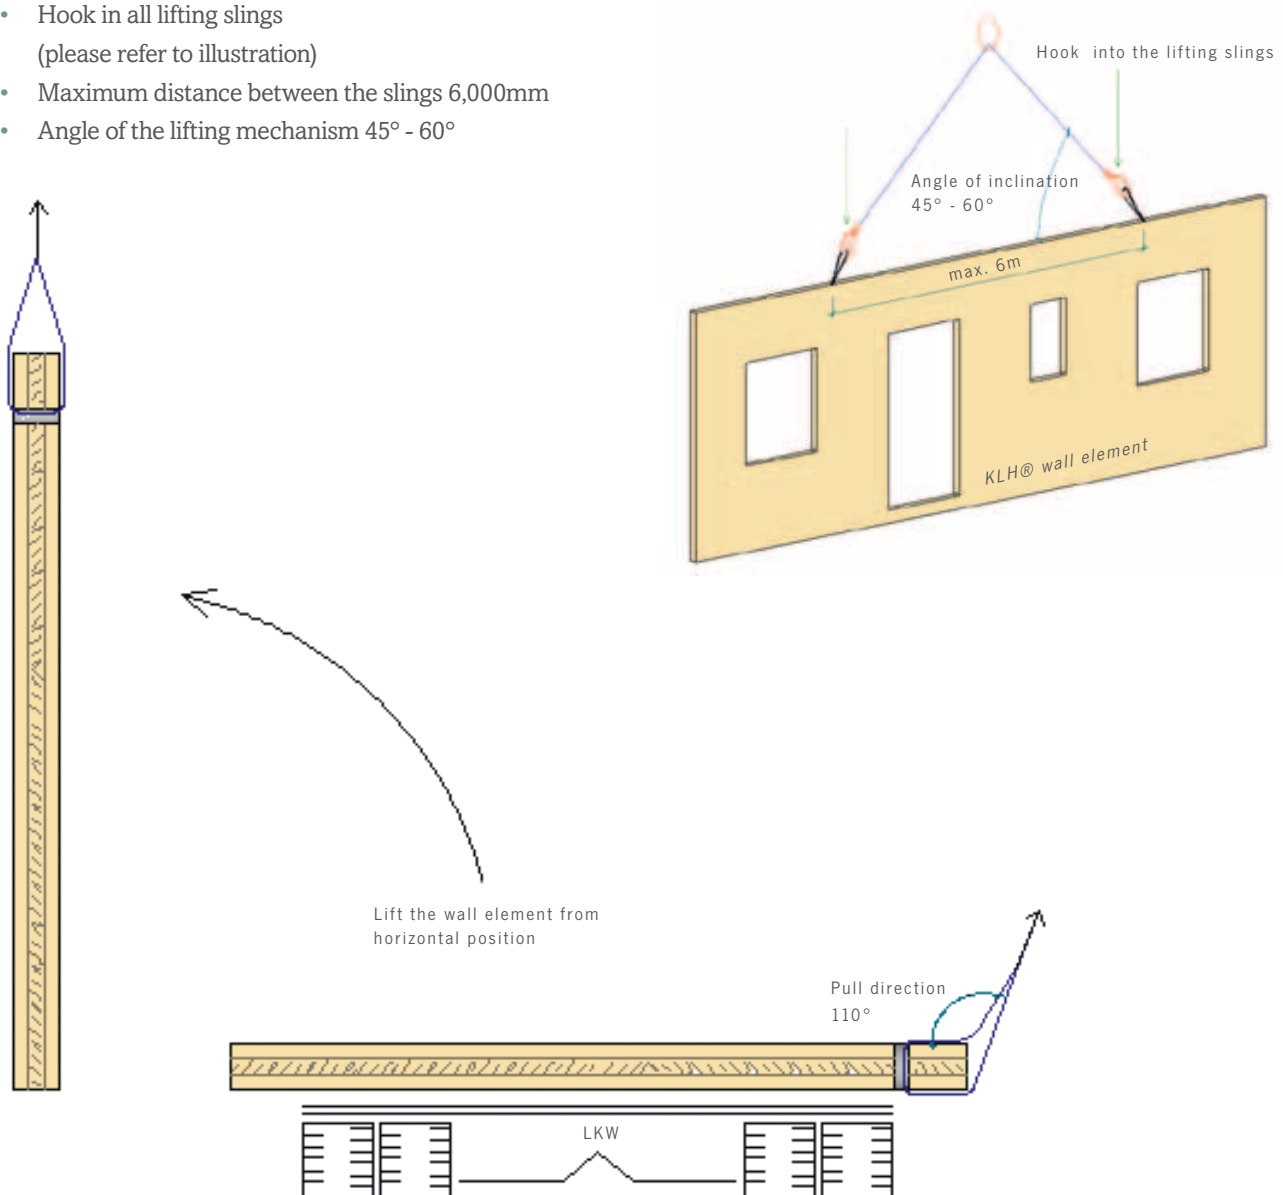 • Hook in all lifting slings
(please refer to illustration)
• Maximum distance between the slings 6,000mm
• Angle of the lifting mechanism 45° - 60°
Hook into the lifting slings
Angle of inclination
45° - 60°
max. 6m
KLH® wall element
Lift the wall element from
horizontal position
Pull direction
110°
LKW